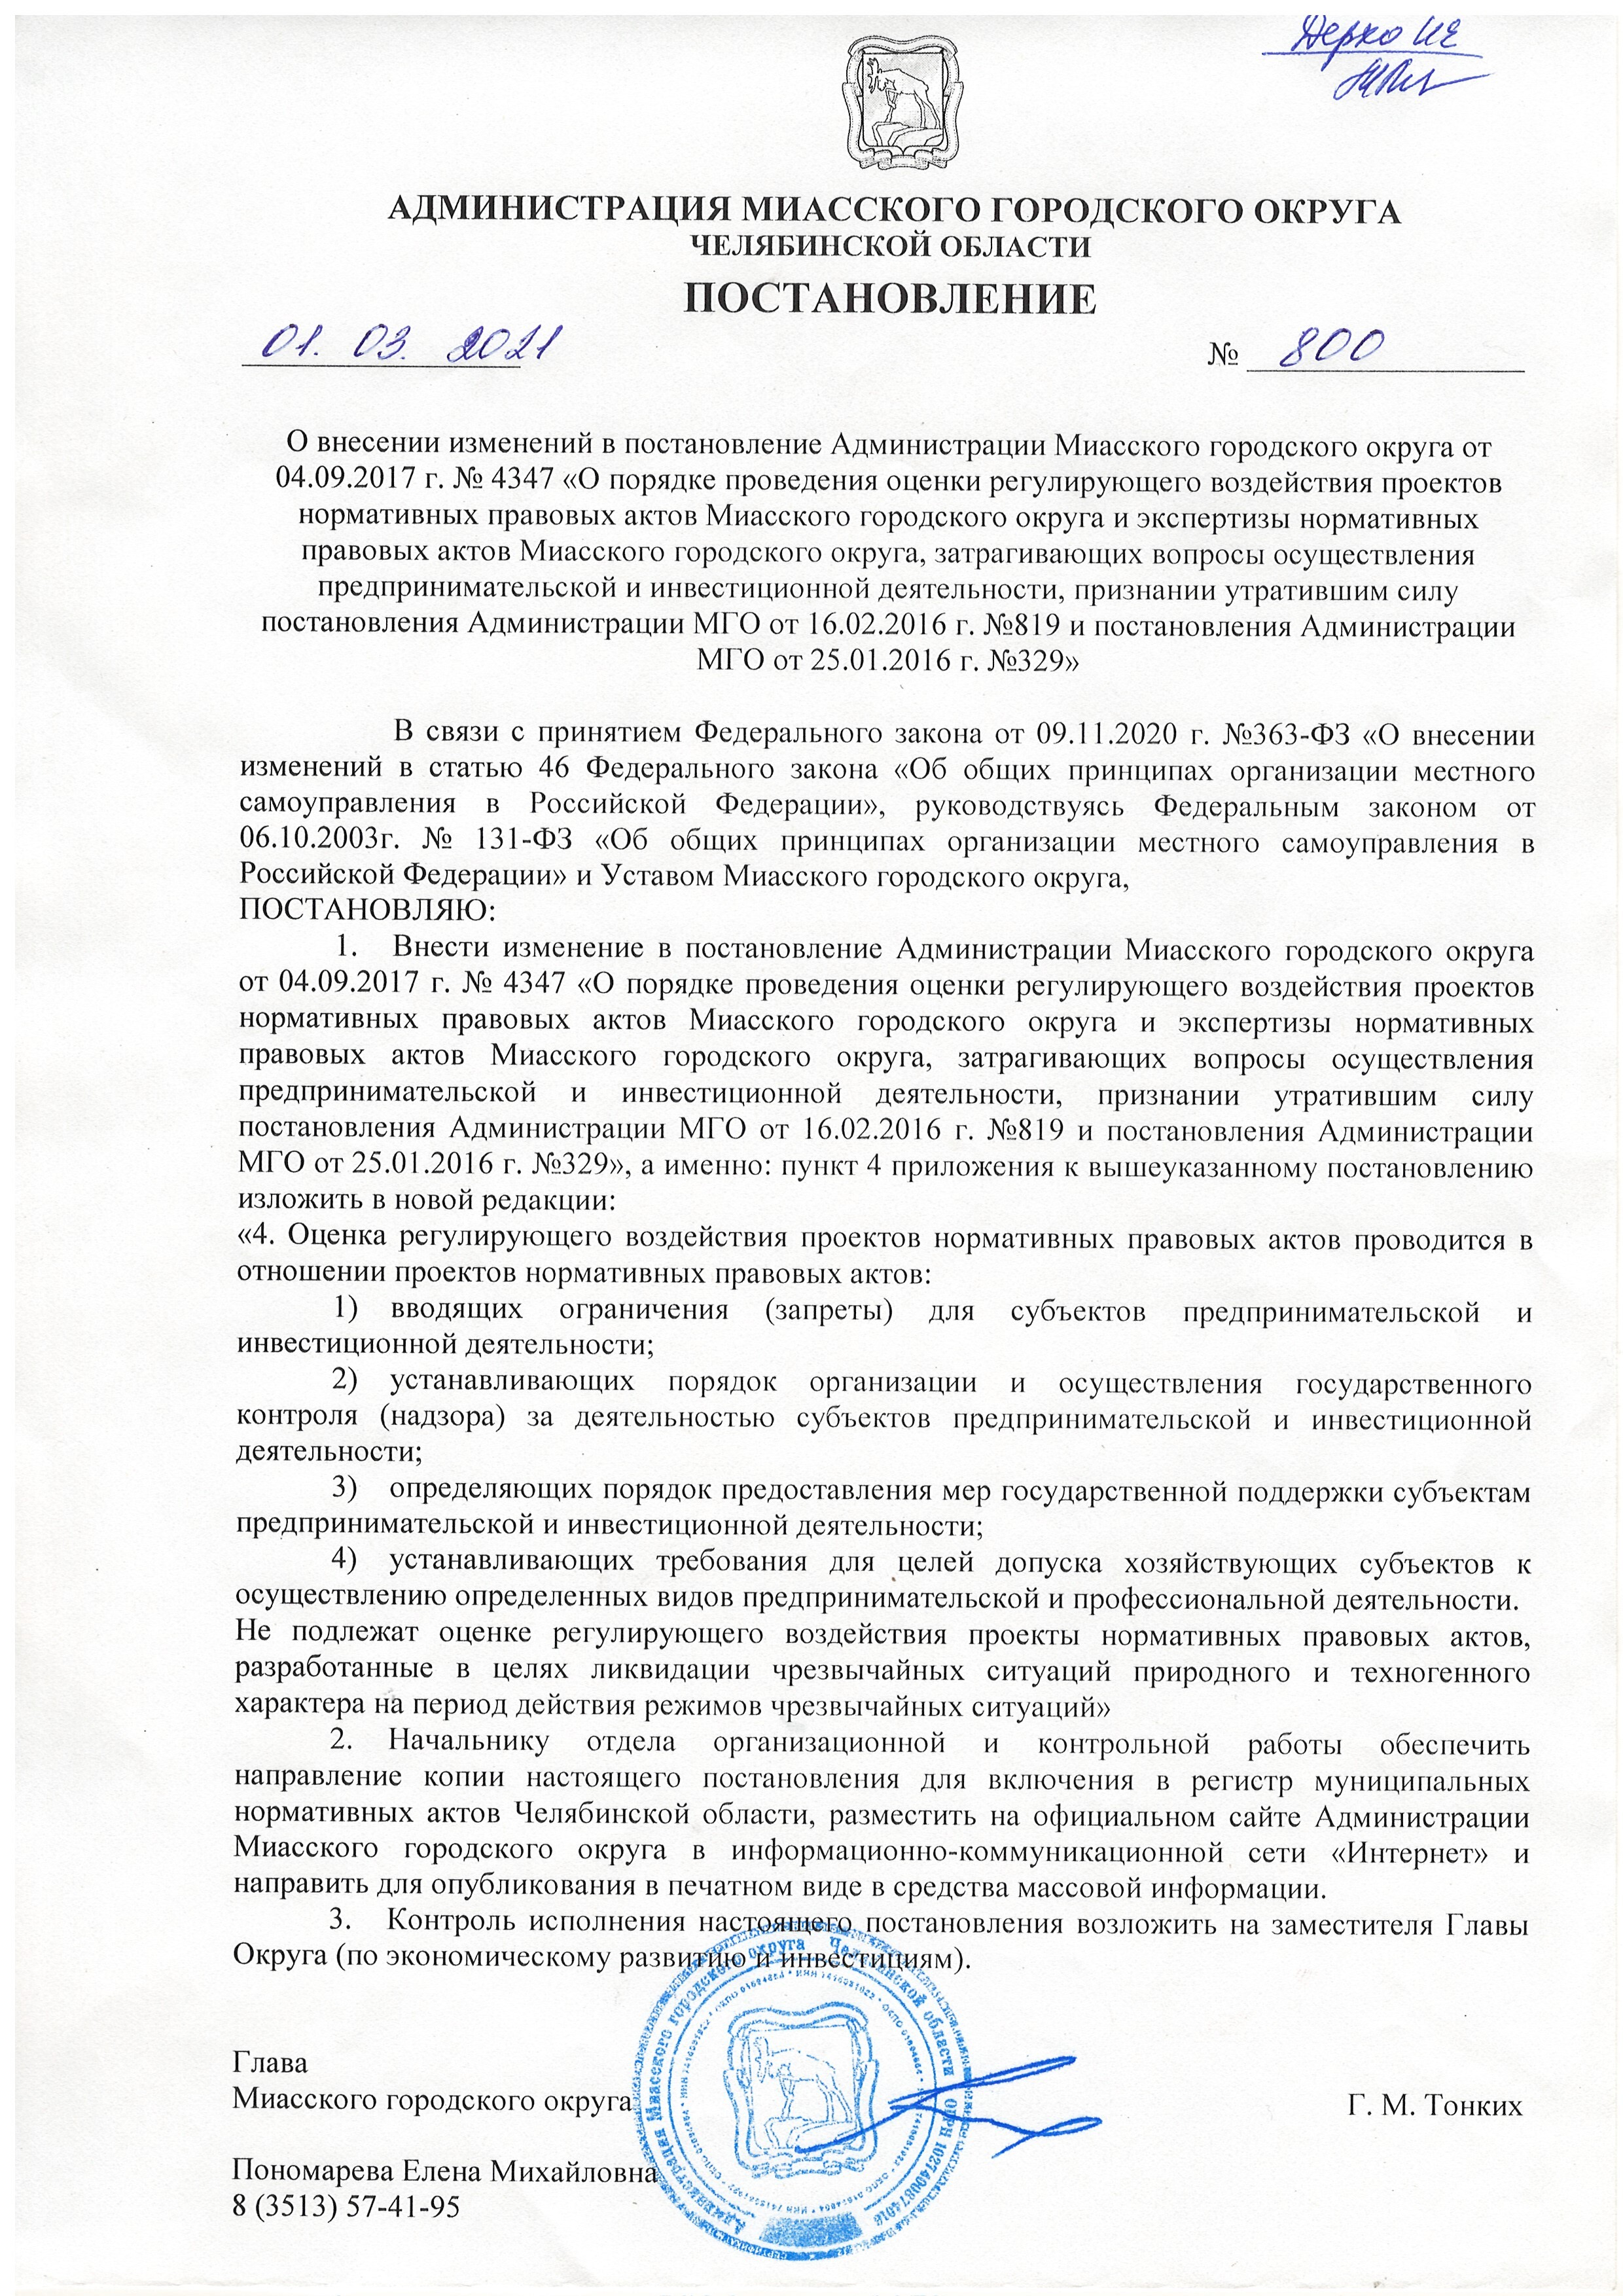 Дерко ИЕ
АДМИНИСТРАЦИЯ МИАССКОГО ГОРОДСКОГО ОКРУГА
ЧЕЛЯБИНСКОЙ ОБЛАСТИ
ПОСТАНОВЛЕНИЕ
01. 03. 2021
№ 800
О внесении изменений в постановление Администрации Миасского городского округа от
04.09.2017 г. № 4347 «О порядке проведения оценки регулирующего воздействия проектов
нормативных правовых актов Миасского городского округа и экспертизы нормативных
правовых актов Миасского городского округа, затрагивающих вопросы осуществления
предпринимательской и инвестиционной деятельности, признании утратившим силу
постановления Администрации МГО от 16.02.2016 г. №819 и постановления Администрации
МГО от 25.01.2016 г. №329»
В связи с принятием Федерального закона от 09.11.2020 г. №363-ФЗ «О внесении
изменений в статью 46 Федерального закона «Об общих принципах организации местного
самоуправления в Российской Федерации», руководствуясь Федеральным законом от
06.10.2003г. № 131-ФЗ «Об общих принципах организации местного самоуправления в
Российской Федерации» и Уставом Миасского городского округа,
ПОСТАНОВЛЯЮ:
1. Внести изменение в постановление Администрации Миасского городского округа
от 04.09.2017 г. № 4347 «О порядке проведения оценки регулирующего воздействия проектов
нормативных правовых актов Миасского городского округа и экспертизы нормативных
правовых актов Миасского городского округа, затрагивающих вопросы осуществления
предпринимательской и инвестиционной деятельности, признании утратившим силу
постановления Администрации МГО от 16.02.2016 г. №819 и постановления Администрации
МГО от 25.01.2016 г. №329», а именно: пункт 4 приложения к вышеуказанному постановлению
изложить в новой редакции:
«4. Оценка регулирующего воздействия проектов нормативных правовых актов проводится в
отношении проектов нормативных правовых актов:
1) вводящих ограничения (запреты) для субъектов предпринимательской и
инвестиционной деятельности;
2) устанавливающих порядок организации и осуществления государственного
контроля (надзора) за деятельностью субъектов предпринимательской и инвестиционной
деятельности;
3) определяющих порядок предоставления мер государственной поддержки субъектам
предпринимательской и инвестиционной деятельности;
4) устанавливающих требования для целей допуска хозяйствующих субъектов к
осуществлению определенных видов предпринимательской и профессиональной деятельности.
Не подлежат оценке регулирующего воздействия проекты нормативных правовых актов,
разработанные в целях ликвидации чрезвычайных ситуаций природного и техногенного
характера на период действия режимов чрезвычайных ситуаций»
2. Начальнику отдела организационной и контрольной работы обеспечить
направление копии настоящего постановления для включения в регистр муниципальных
нормативных актов Челябинской области, разместить на официальном сайте Администрации
Миасского городского округа в информационно-коммуникационной сети «Интернет» и
направить для опубликования в печатном виде в средства массовой информации.
3. Контроль исполнения настоящего постановления возложить на заместителя Главы
Округа (по экономическому развитию и инвестициям).
Глава
Миасского городского округа
Г. М. Тонких
Администрация Миасского городского округа Челябинской области ОГРН 1027400874016
Пономарева Елена Михайловна
8 (3513) 57-41-95